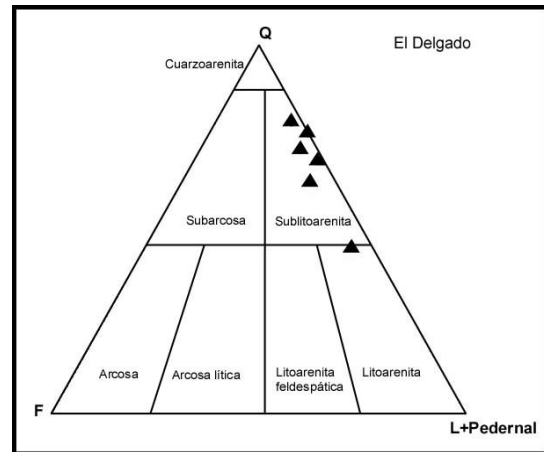 Q
El Delgado
Cuarzoarenita
Subarcosa
Sublitoarenita
Arcosa
Arcosa lítica
Litoarenita
feldespática
Litoarenita
F
L+Pedernal